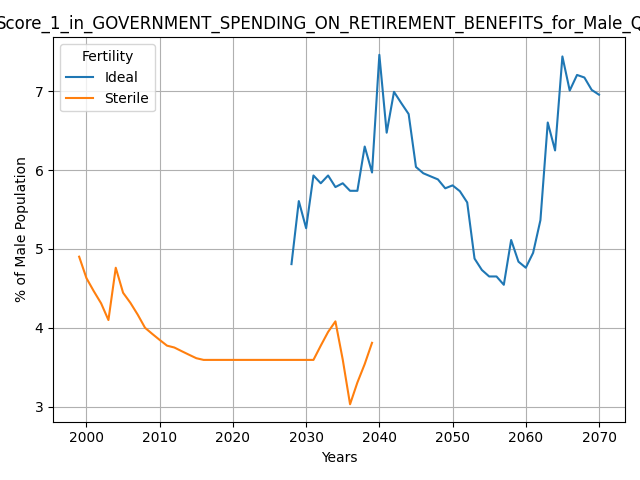 Score_1_in_GOVERNMENT_SPENDING_ON_RETIREMENT_BENEFITS_for_Male_Q
Fertility
Ideal
Sterile
% of Male Population
7
6
5
4
3
2000 2010 2020 2030 2040 2050 2060 2070
Years